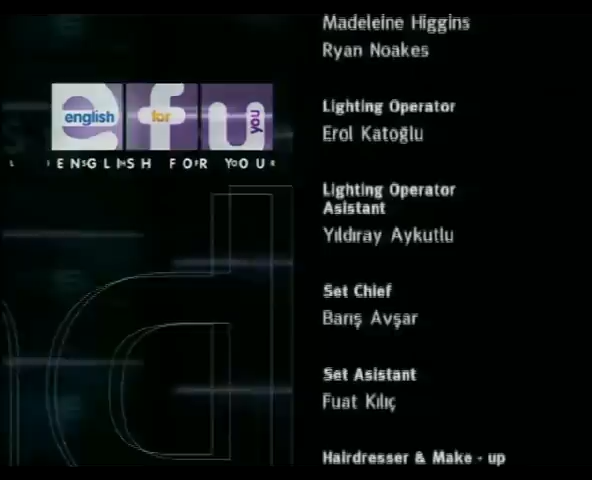 english
for
you
ENGLISH FOR YOU
Madeleine Higgins
Ryan Noakes
Lighting Operator
Erol Katoğlu
Lighting Operator
Asistant
Yıldıray Aykutlu
Set Chief
Barış Avşar
Set Asistant
Fuat Kılıç
Hairdresser & Make - up